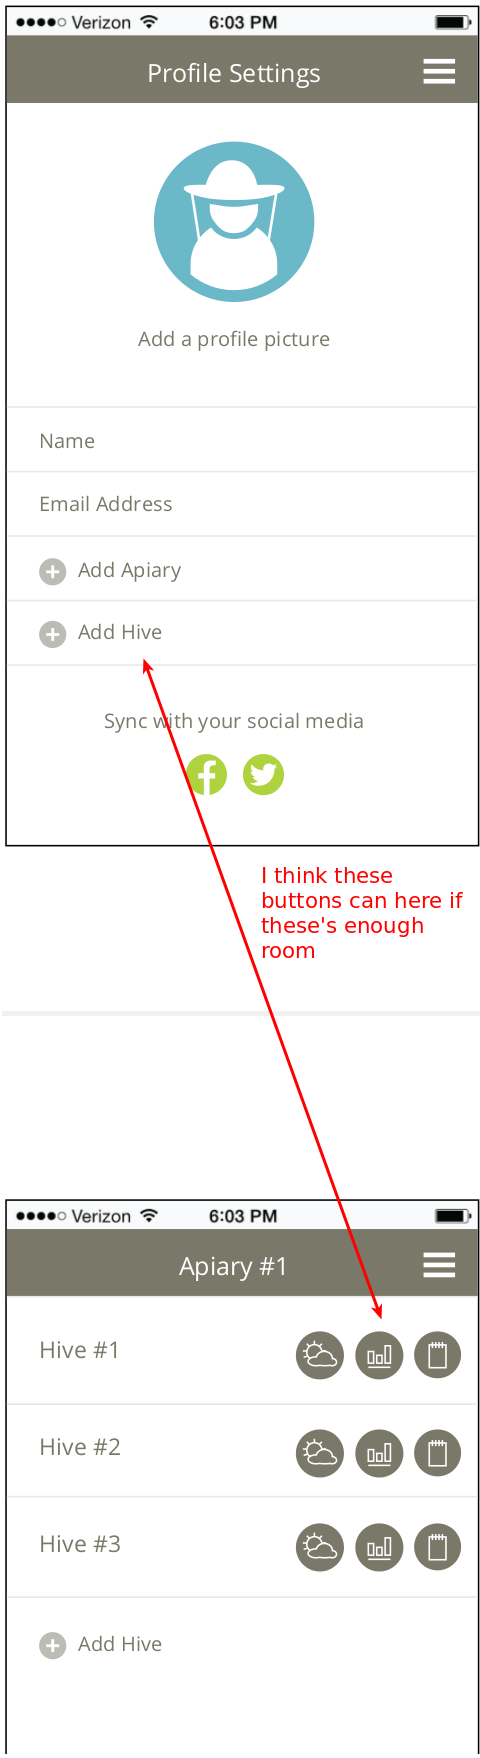 Verizon 6:03 PM
Profile Settings
Add a profile picture
Name
Email Address
Add Apiary
Add Hive
Sync with your social media
I think these
buttons can here if
these's enough
room
Verizon 6:03 PM
Apiary #1
Hive #1
Hive #2
Hive #3
Add Hive